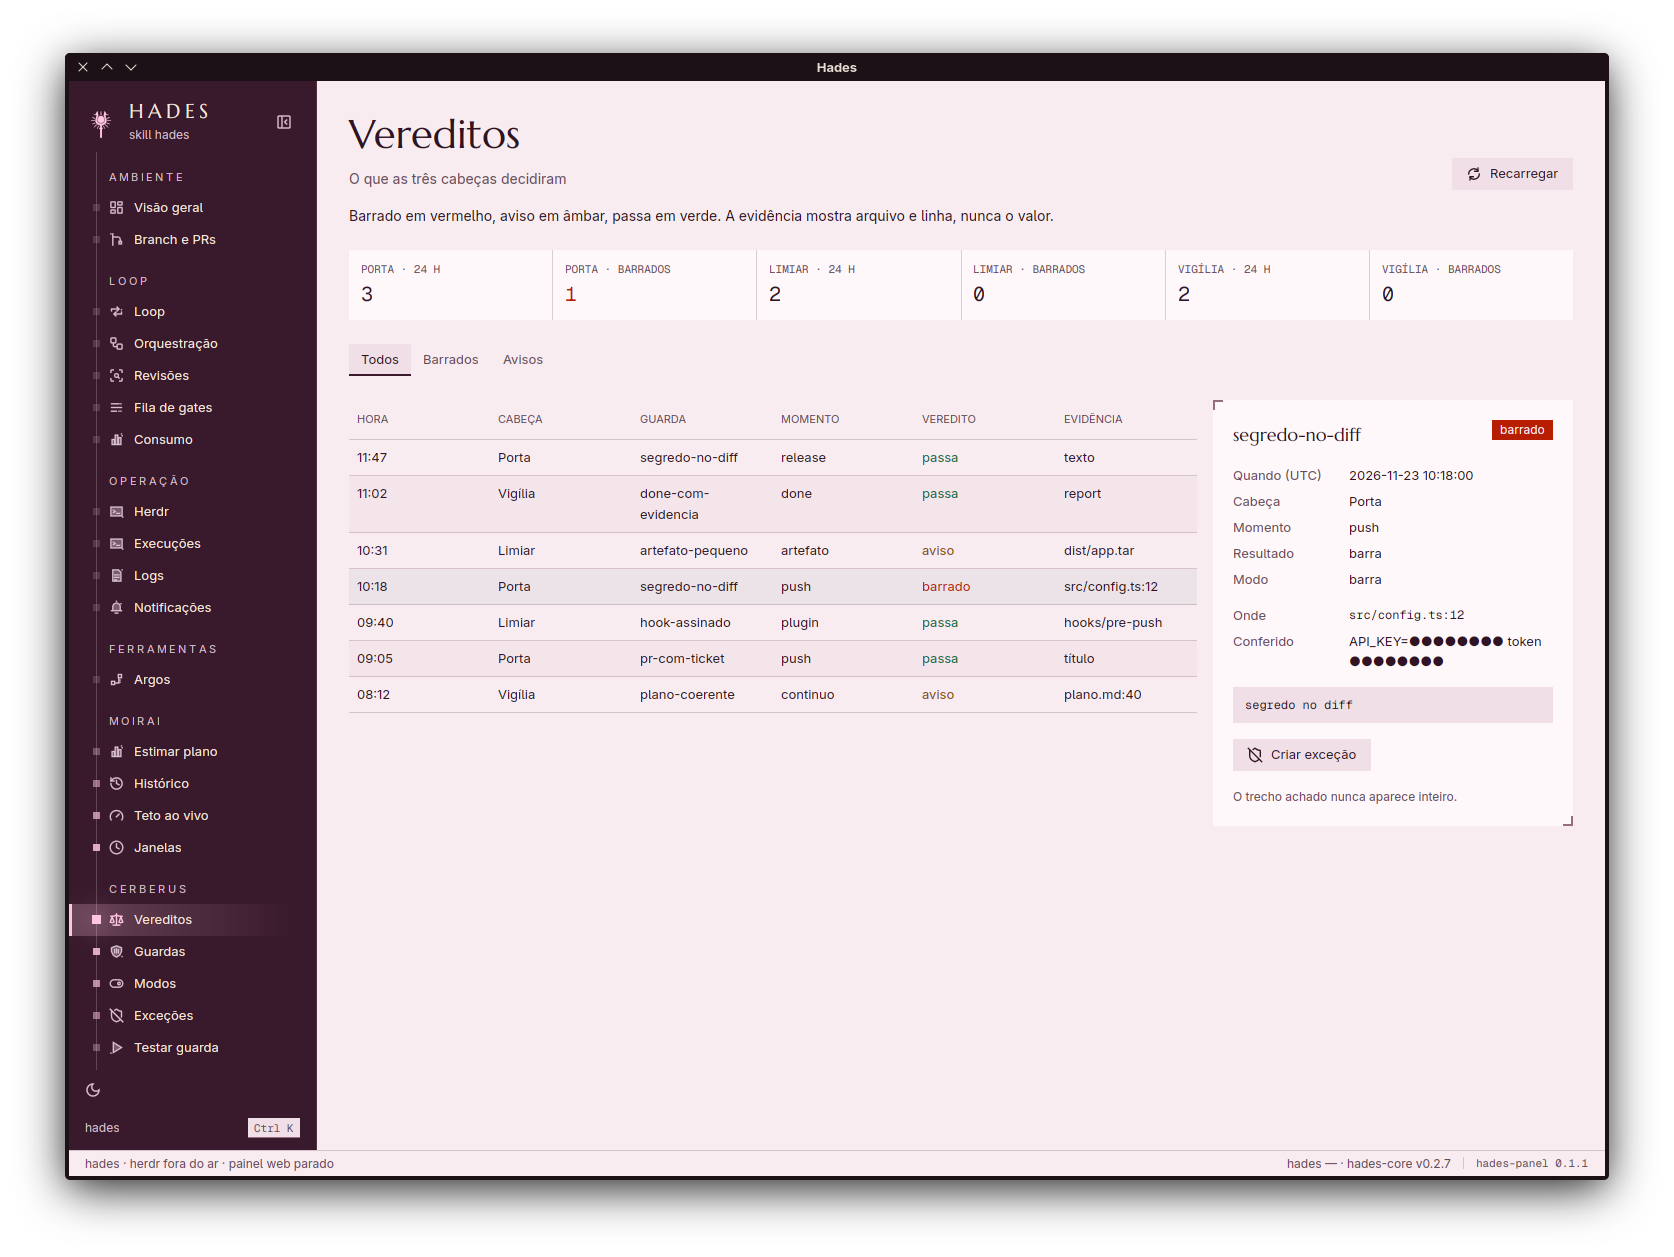 Hades
HADES
skill hades
AMBIENTE
Visão geral
Branch e PRs
LOOP
Loop
Orquestração
Revisões
Fila de gates
Consumo
OPERAÇÃO
Herdr
Execuções
Logs
Notificações
FERRAMENTAS
Argos
MOIRAI
Estimar plano
Histórico
Teto ao vivo
Janelas
CERBERUS
Vereditos
Guardas
Modos
Exceções
Testar guarda
hades
Ctrl K
Vereditos
O que as três cabeças decidiram
Recarregar
Barrado em vermelho, aviso em âmbar, passa em verde. A evidência mostra arquivo e linha, nunca o valor.
PORTA · 24 H
3
PORTA · BARRADOS
1
LIMIAR · 24 H
2
LIMIAR · BARRADOS
0
VIGÍLIA · 24 H
2
VIGÍLIA · BARRADOS
0
Todos Barrados Avisos
HORA CABEÇA GUARDA MOMENTO VEREDITO EVIDÊNCIA
11:47 Porta segredo-no-diff release passa texto
11:02 Vigília done-com-evidencia done passa report
10:31 Limiar artefato-pequeno artefato aviso dist/app.tar
10:18 Porta segredo-no-diff push barrado src/config.ts:12
09:40 Limiar hook-assinado plugin passa hooks/pre-push
09:05 Porta pr-com-ticket push passa título
08:12 Vigília plano-coerente continuo aviso plano.md:40
segredo-no-diff
barrado
Quando (UTC) 2026-11-23 10:18:00
Cabeça Porta
Momento push
Resultado barra
Modo barra
Onde src/config.ts:12
Conferido API_KEY=●●●●●●●● token
●●●●●●●●
segredo no diff
Criar exceção
O trecho achado nunca aparece inteiro.
hades · herdr fora do ar · painel web parado
hades — · hades-core v0.2.7
hades-panel 0.1.1